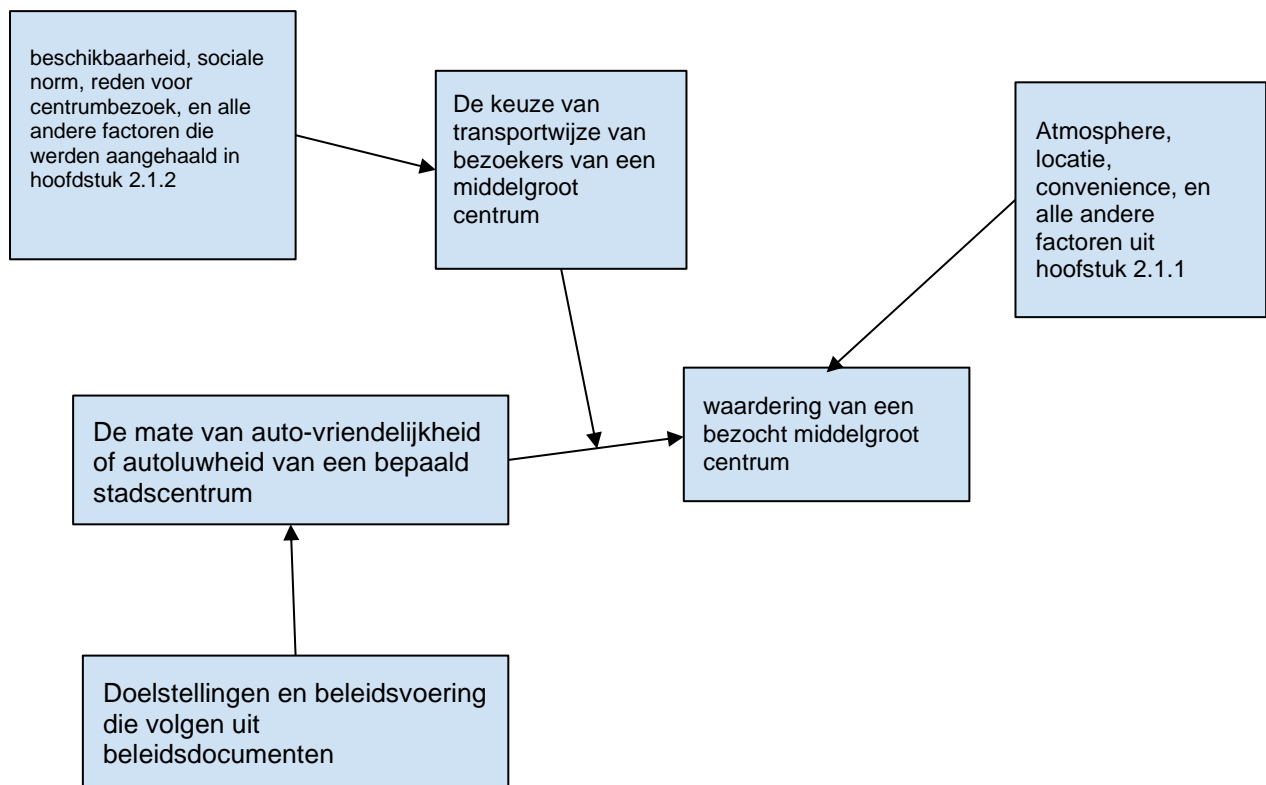 beschikbaarheid, sociale
norm, reden voor
centrumbezoek, en alle
andere factoren die
werden aangehaald in
hoofdstuk 2.1.2
De keuze van
transportwijze van
bezoekers van een
middelgroot
centrum
Atmosphere,
locatie,
convenience, en
alle andere
factoren uit
hoofstuk 2.1.1
De mate van auto-vriendelijkheid
of autoluwheid van een bepaald
stadscentrum
waardering van een
bezocht middelgroot
centrum
Doelstellingen en beleidsvoering
die volgen uit
beleidsdocumenten